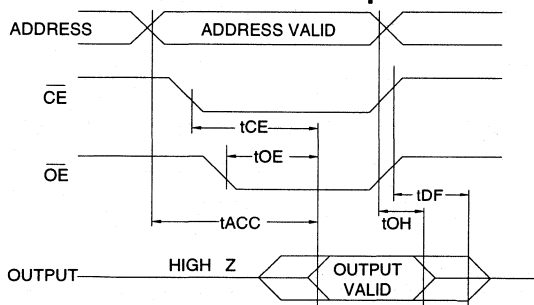 ADDRESS
ADDRESS VALID
CE
tCE
tOE
OE
tDF
tACC
tOH
HIGH Z
OUTPUT
OUTPUT
VALID